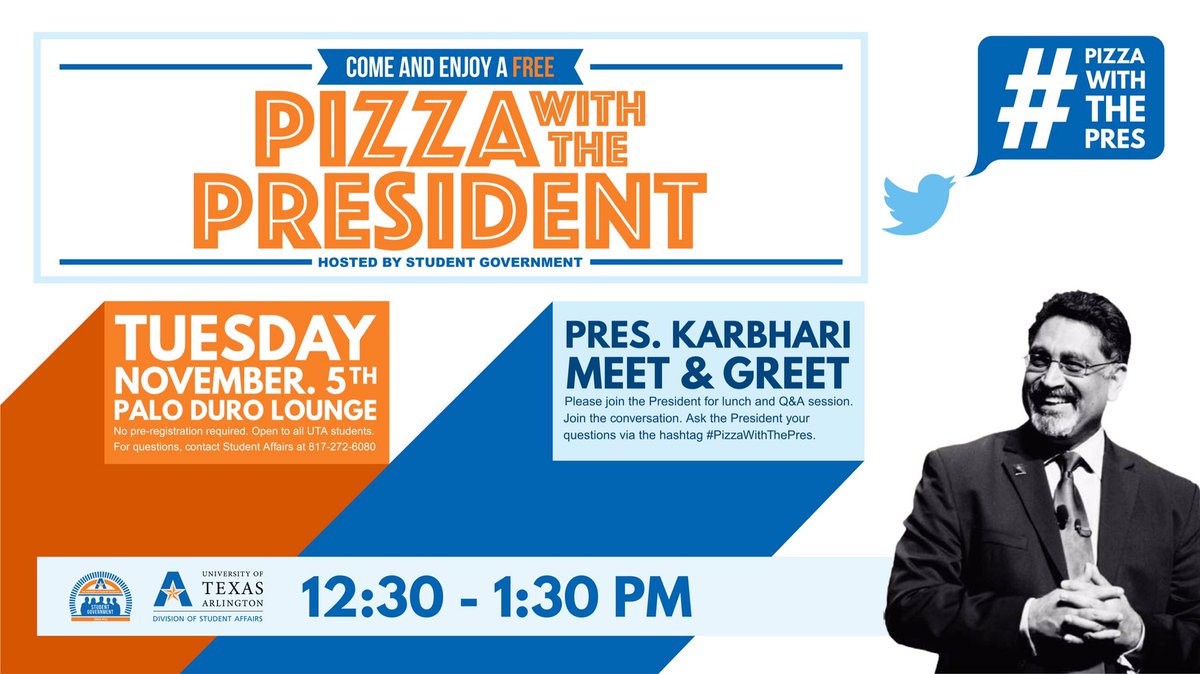 COME AND ENJOY A FREE
PIZZA WITH THE
PRESIDENT
HOSTED BY STUDENT GOVERNMENT
# PIZZA
WITH
THE
PRES
TUESDAY
NOVEMBER. 5TH
PALO DURO LOUNGE
No pre-registration required. Open to all UTA students.
For questions, contact Student Affairs at 817-272-6080
PRES. KARBHARI
MEET & GREET
Please join the President for lunch and Q&A session.
Join the conversation. Ask the President your
questions via the hashtag #PizzaWithThePres.
STUDENT
GOVERNMENT
A
UNIVERSITY OF
TEXAS
ARLINGTON
DIVISION OF STUDENT AFFAIRS
12:30 - 1:30 PM